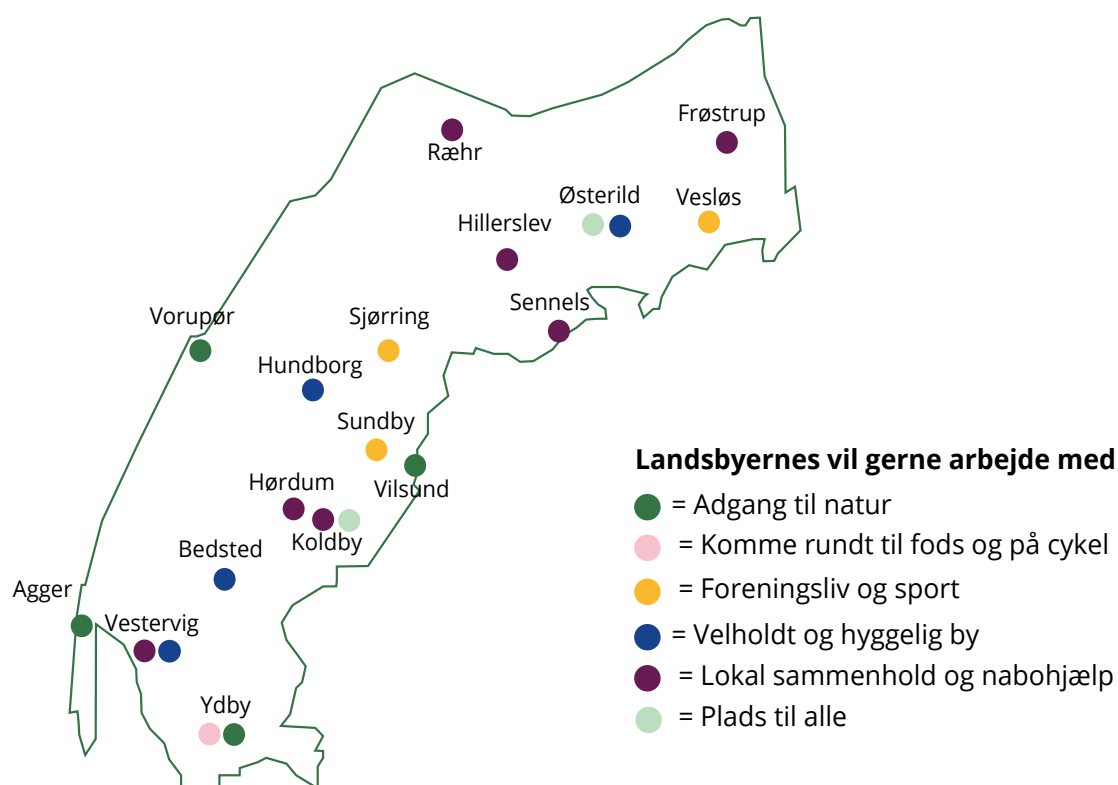 Frøstrup
Ræhr
Østerild
Vesløs
Hillerslev
Sennels
Vorupør
Sjørring
Hundborg
Sundby
Vilsund
Hørdum
Koldby
Bedsted
Agger
Vestervig
Ydby
Landsbyernes vil gerne arbejde med
= Adgang til natur
= Komme rundt til fods og på cykel
= Foreningsliv og sport
= Velholdt og hyggelig by
= Lokal sammenhold og nabohjælp
= Plads til alle